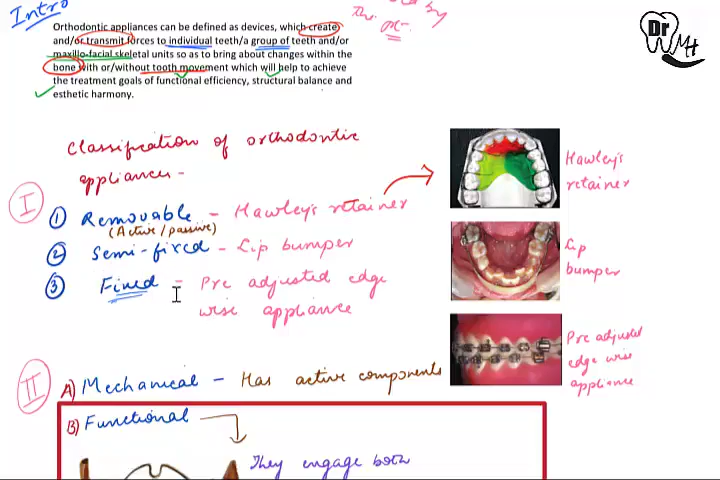 Intro
by
The pt-
Dr
MH
Orthodontic appliances can be defined as devices, which create
and/or transmit forces to individual teeth/a group of teeth and/or
maxillo-facial skeletal units so as to bring about changes within the
bone with or/without tooth movement which will help to achieve
the treatment goals of functional efficiency, structural balance and
esthetic harmony.
Classification of orthodontic
appliances-
I
① Removable - Hawley's retainer
(Active/passive)
② Semi-fixed - Lip bumper
③ Fixed - Pre adjusted edge
wise appliance
Hawley's
retainer
Lip
bumper
Pre adjusted
edge wise
appliance
II
A) Mechanical - Has active components
B) Functional
They engage both